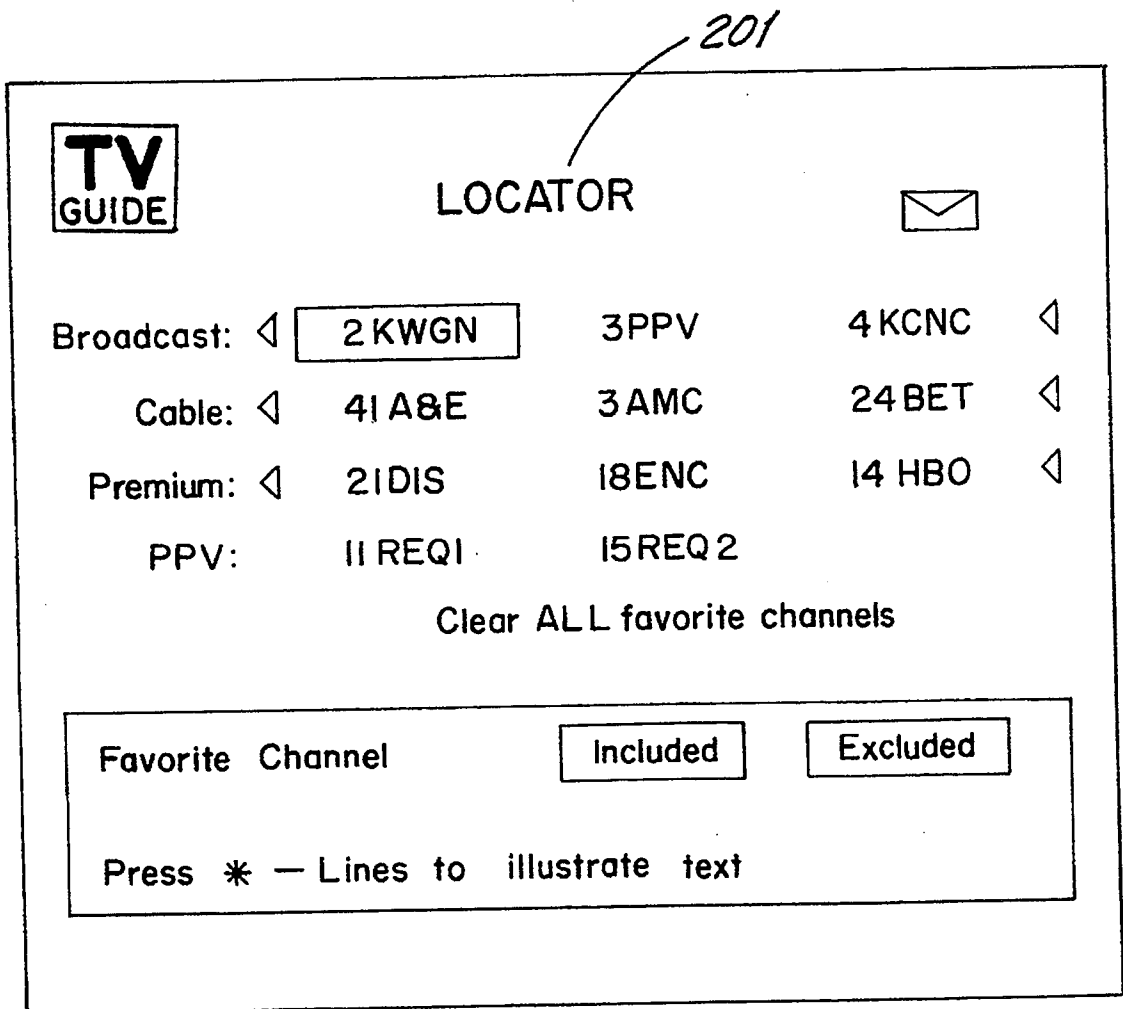 201
TV
GUIDE
LOCATOR
Broadcast: 2 KWGN 3 PPV 4 KCNC
Cable: 41 A&E 3 AMC 24 BET
Premium: 21 DIS 18 ENC 14 HBO
PPV: 11 REQ1 15 REQ 2
Clear ALL favorite channels
Favorite Channel Included Excluded
Press * — Lines to illustrate text